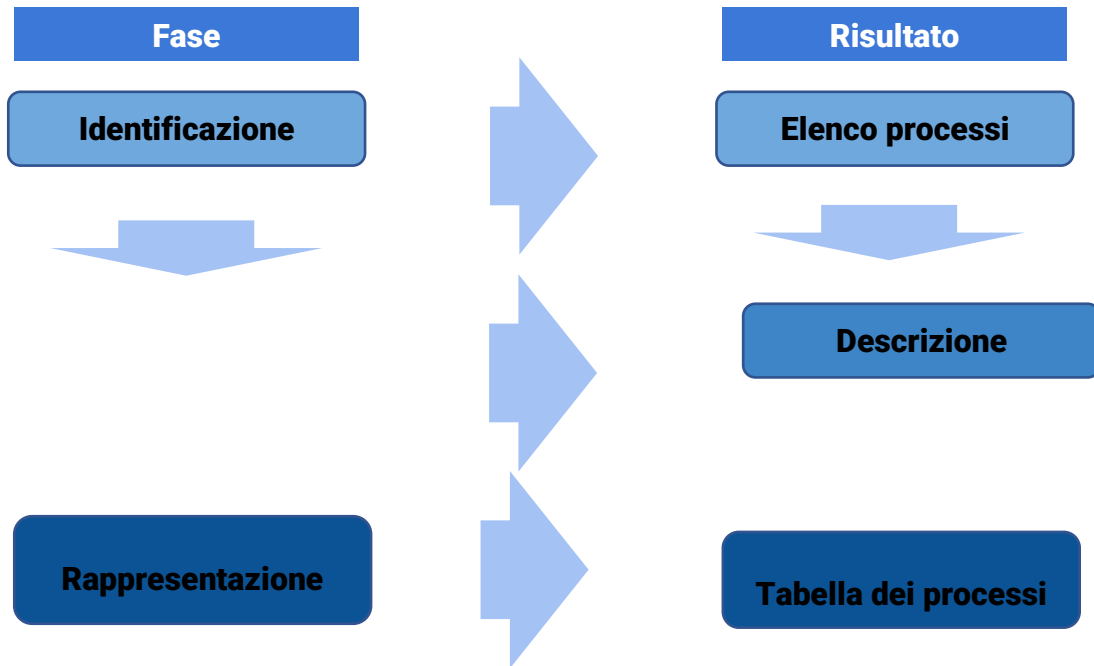 Fase
Risultato
Identificazione
Elenco processi
Descrizione
Rappresentazione
Tabella dei processi